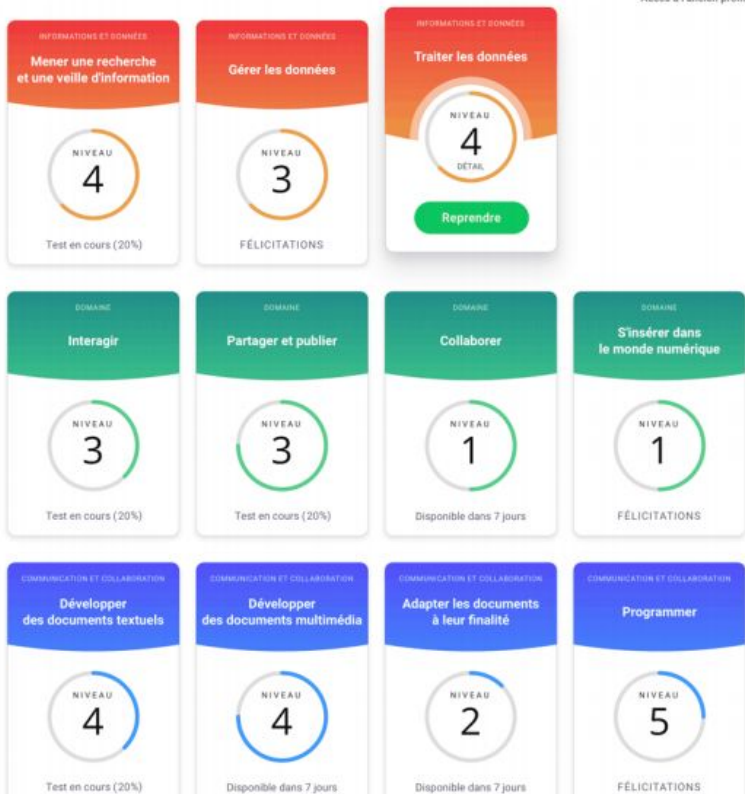 INFORMATIONS ET DONNÉES
Mener une recherche
et une veille d'information
NIVEAU
4
Test en cours (20%)
INFORMATIONS ET DONNÉES
Gérer les données
NIVEAU
3
FÉLICITATIONS
INFORMATIONS ET DONNÉES
Traiter les données
NIVEAU
4
DÉTAIL
Reprendre
DOMAINE
Interagir
NIVEAU
3
Test en cours (20%)
DOMAINE
Partager et publier
NIVEAU
3
Test en cours (20%)
DOMAINE
Collaborer
NIVEAU
1
Disponible dans 7 jours
DOMAINE
S'insérer dans
le monde numérique
NIVEAU
1
FÉLICITATIONS
COMMUNICATION ET COLLABORATION
Développer
des documents textuels
NIVEAU
4
Test en cours (20%)
COMMUNICATION ET COLLABORATION
Développer
des documents multimédia
NIVEAU
4
Disponible dans 7 jours
COMMUNICATION ET COLLABORATION
Adapter les documents
à leur finalité
NIVEAU
2
Disponible dans 7 jours
COMMUNICATION ET COLLABORATION
Programmer
NIVEAU
5
FÉLICITATIONS